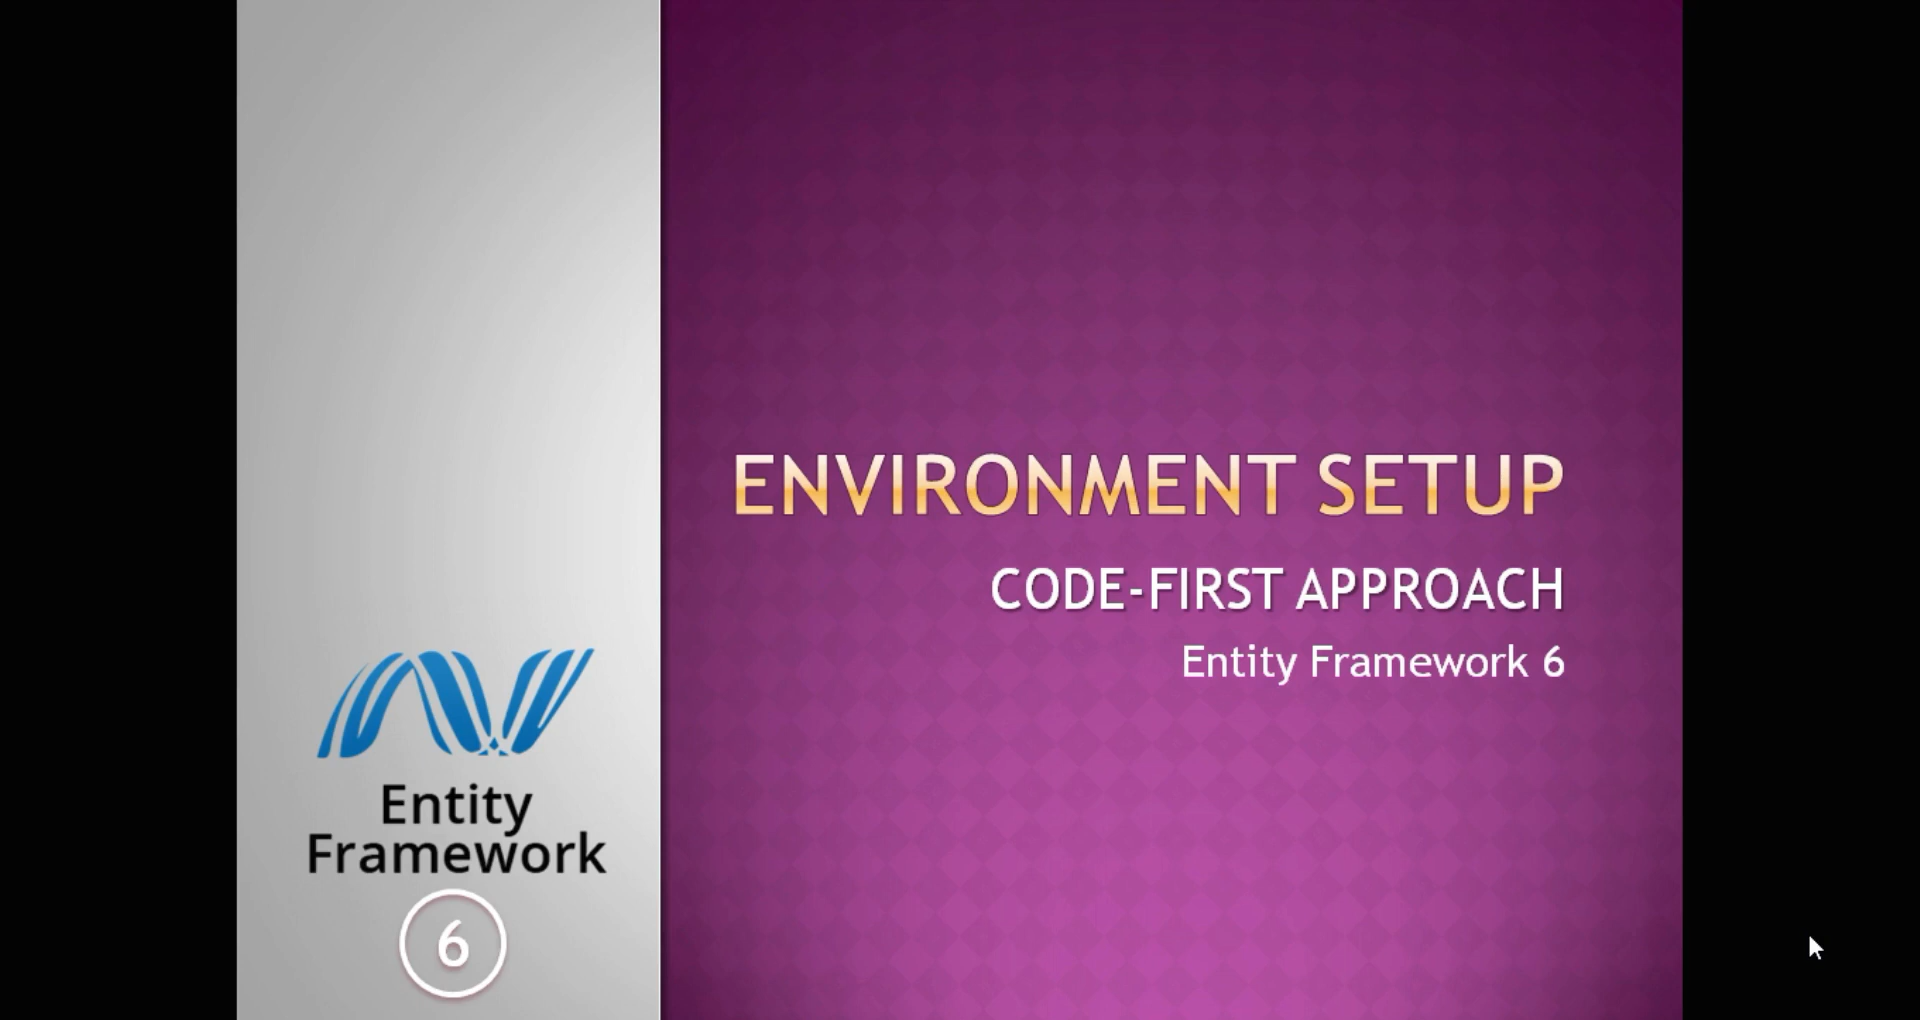 ENVIRONMENT SETUP
CODE-FIRST APPROACH
Entity Framework 6
Entity
Framework
6